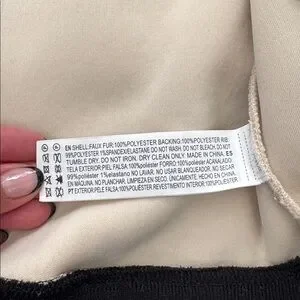 EN SHELL:FAUX FUR:100%POLYESTER BACKING:100%POLYESTER RIB:
99%POLYESTER 1%SPANDEX/ELASTANE DO NOT WASH. DO NOT BLEACH. DO NOT
TUMBLE DRY, DO NOT IRON. DRY CLEAN ONLY. MADE IN CHINA. ES
TELA EXTERIOR PIEL FALSA:100%poliéster FORRO:100%POLIESTER ACANALADO:
99%poliéster 1%elastano NO LAVAR. NO USAR LEJÍA. NO SECAR
EN MÁQUINA. NO PLANCHAR. LIMPIEZA EN SECO. ÚNICAMENTE. HECHO EN CHINA.
PT EXTERIOR PELE FALSA:100%poliéster REVESTIMENTO INTERIOR:100%POLIÉSTER